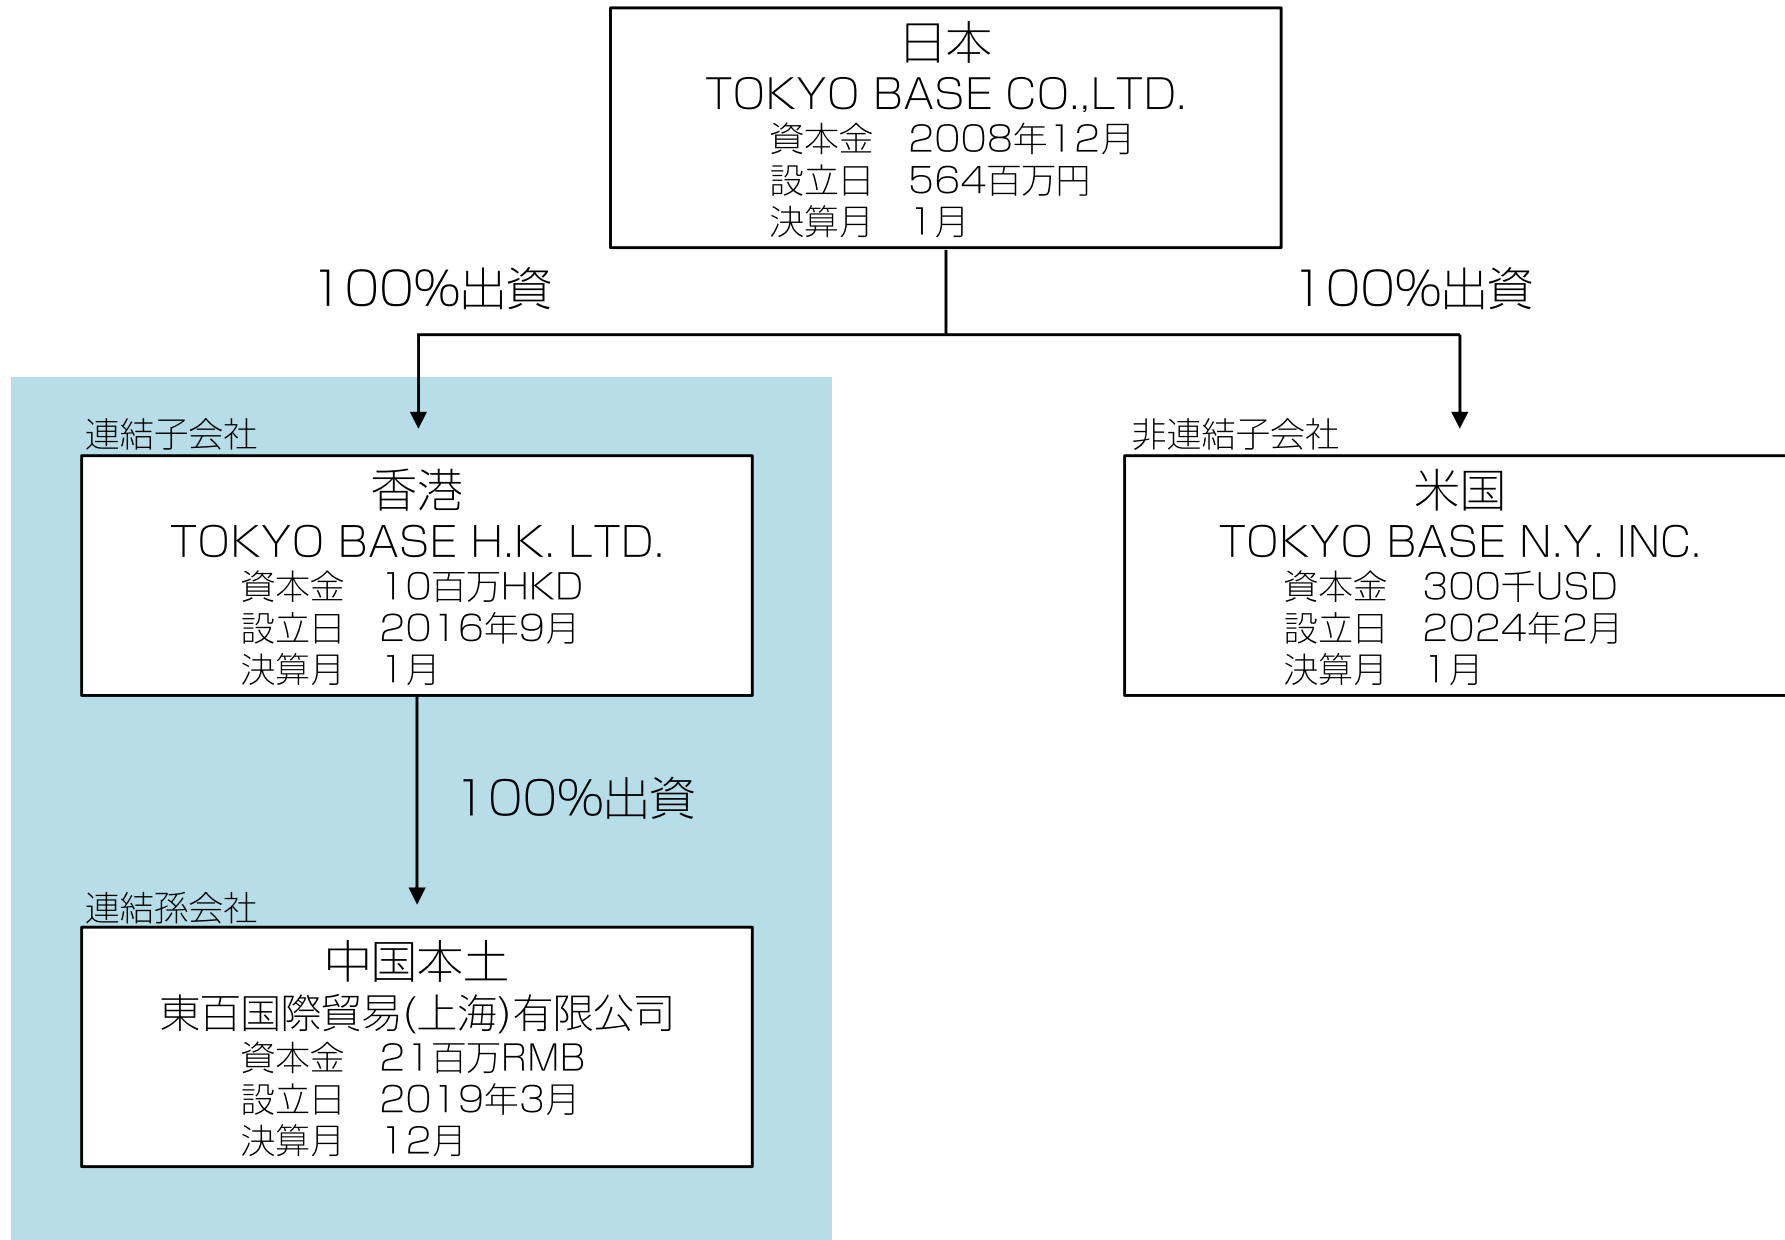 日本
TOKYO BASE CO.,LTD.
資本金 2008年12月
設立日 564百万円
決算月 1月
100%出資
100%出資
連結子会社
香港
TOKYO BASE H.K. LTD.
資本金 10百万HKD
設立日 2016年9月
決算月 1月
非連結子会社
米国
TOKYO BASE N.Y. INC.
資本金 300千USD
設立日 2024年2月
決算月 1月
100%出資
連結孫会社
中国本土
東百国際貿易(上海)有限公司
資本金 21百万RMB
設立日 2019年3月
決算月 12月